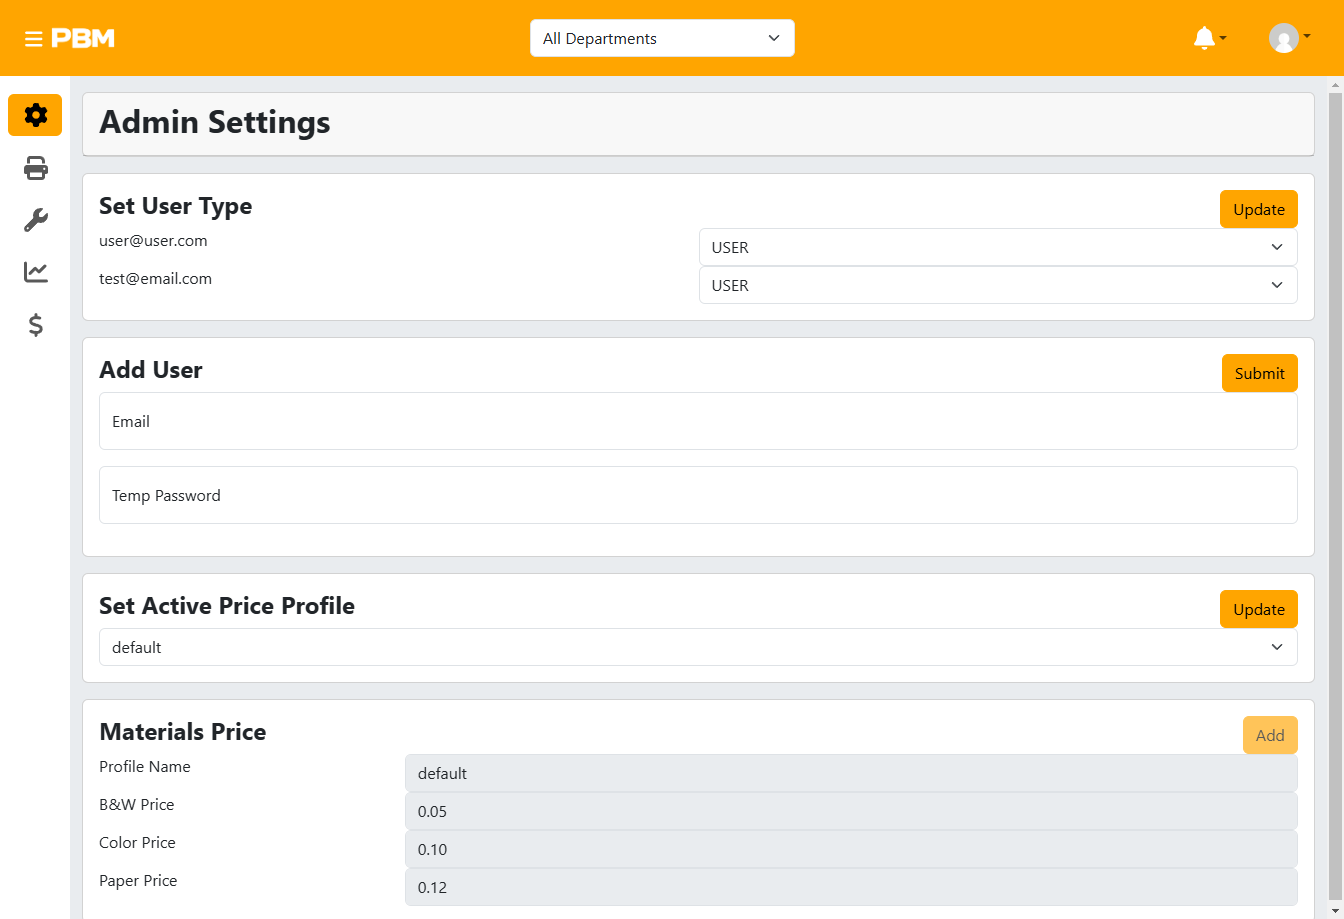 PBM
All Departments
Admin Settings
Set User Type
Update
user@user.com
USER
test@email.com
USER
Add User
Submit
Email
Temp Password
Set Active Price Profile
Update
default
Materials Price
Add
Profile Name
default
B&W Price
0.05
Color Price
0.10
Paper Price
0.12